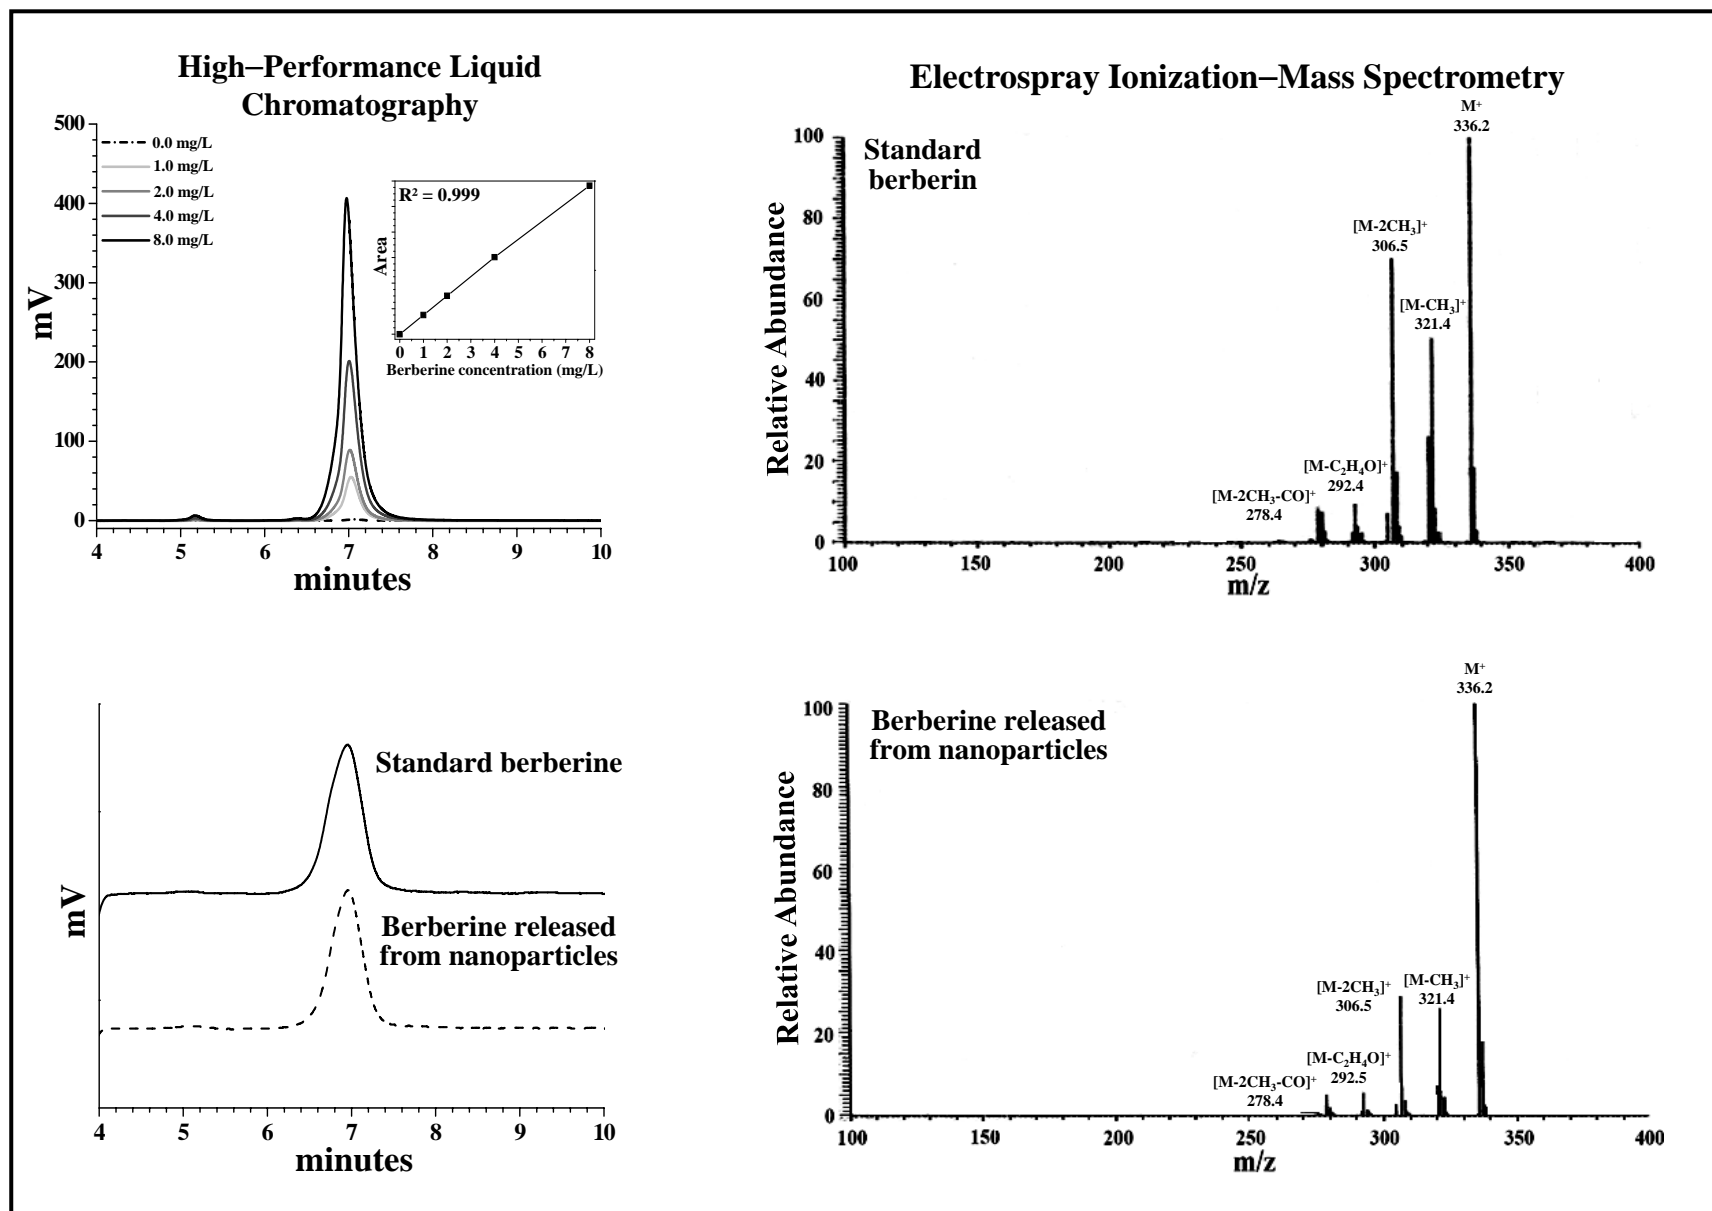 High–Performance Liquid
Chromatography
500
400
300
200
100
0
mV
0.0 mg/L
1.0 mg/L
2.0 mg/L
4.0 mg/L
8.0 mg/L
R² = 0.999
Area
0 1 2 3 4 5 6 7 8
Berberine concentration (mg/L)
4 5 6 7 8 9 10
minutes
Electrospray Ionization–Mass Spectrometry
Standard
berberin
Relative Abundance
100
80
60
40
20
0
M⁺
336.2
[M-2CH₃]⁺
306.5
[M-CH₃]⁺
321.4
[M-C₂H₄O]⁺
292.4
[M-2CH₃-CO]⁺
278.4
100 150 200 250 300 350 400
m/z
mV
Standard berberine
Berberine released
from nanoparticles
4 5 6 7 8 9 10
minutes
Berberine released
from nanoparticles
Relative Abundance
100
80
60
40
20
0
M⁺
336.2
[M-2CH₃]⁺
306.5
[M-CH₃]⁺
321.4
[M-C₂H₄O]⁺
292.5
[M-2CH₃-CO]⁺
278.4
100 150 200 250 300 350 400
m/z